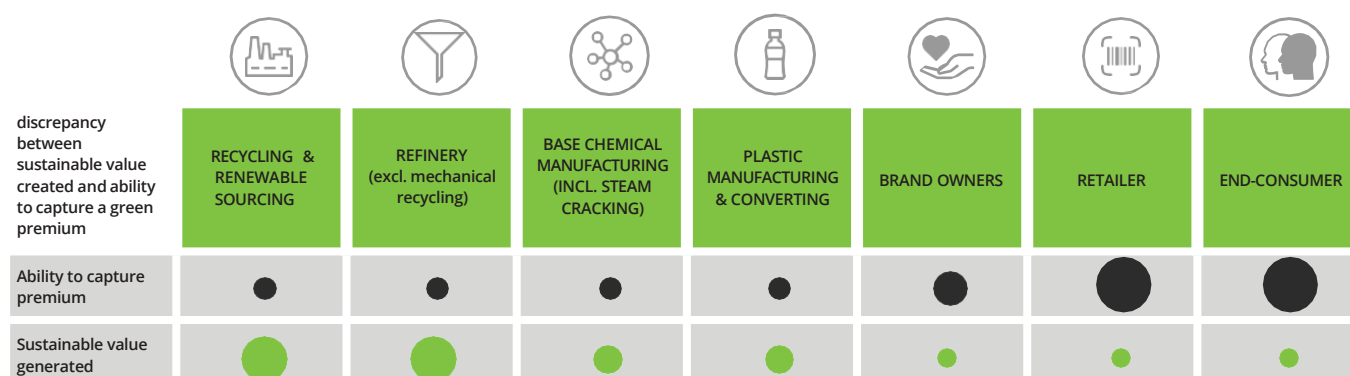 discrepancy
between
sustainable value
created and ability
to capture a green
premium
RECYCLING &
RENEWABLE
SOURCING
REFINERY
(excl. mechanical
recycling)
BASE CHEMICAL
MANUFACTURING
(INCL. STEAM
CRACKING)
PLASTIC
MANUFACTURING
& CONVERTING
BRAND OWNERS
RETAILER
END-CONSUMER
Ability to capture
premium
Sustainable value
generated